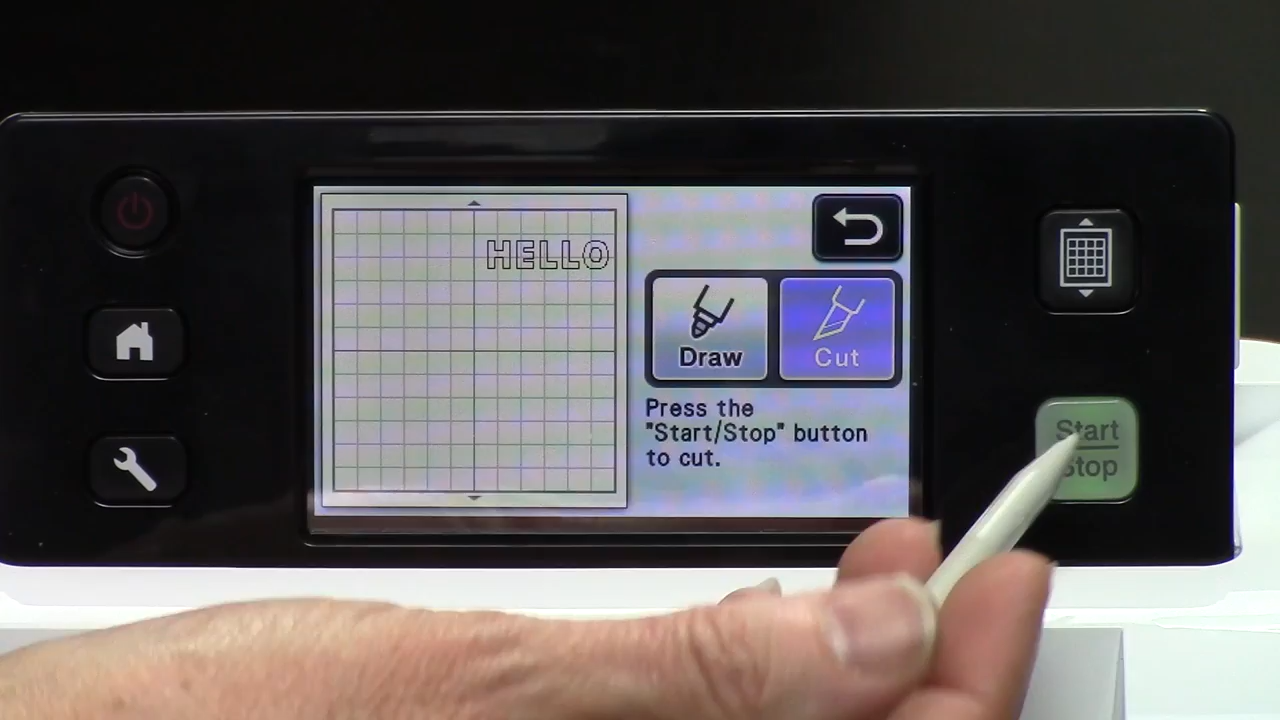 HELLO
Draw
Cut
Press the
"Start/Stop" button
to cut.
Start
Stop